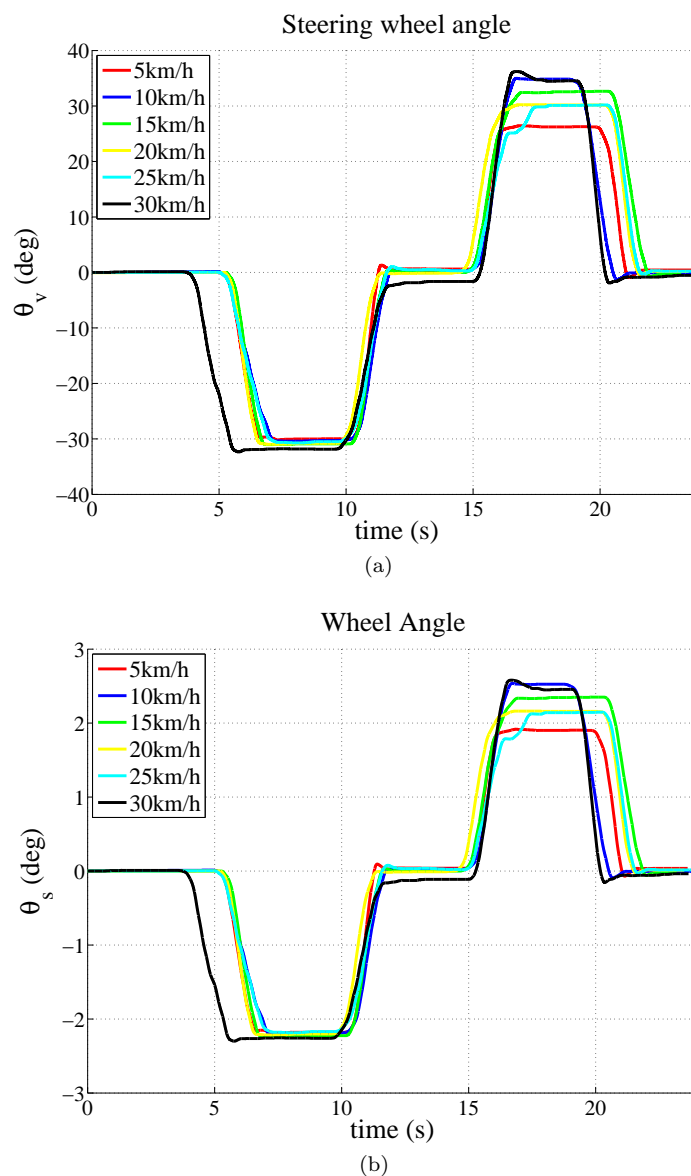 Steering wheel angle
40
30
20
10
0
−10
−20
−30
−40
θ_v (deg)
5km/h
10km/h
15km/h
20km/h
25km/h
30km/h
0 5 10 15 20
time (s)
(a)
Wheel Angle
3
2
1
0
−1
−2
−3
θ_s (deg)
5km/h
10km/h
15km/h
20km/h
25km/h
30km/h
0 5 10 15 20
time (s)
(b)